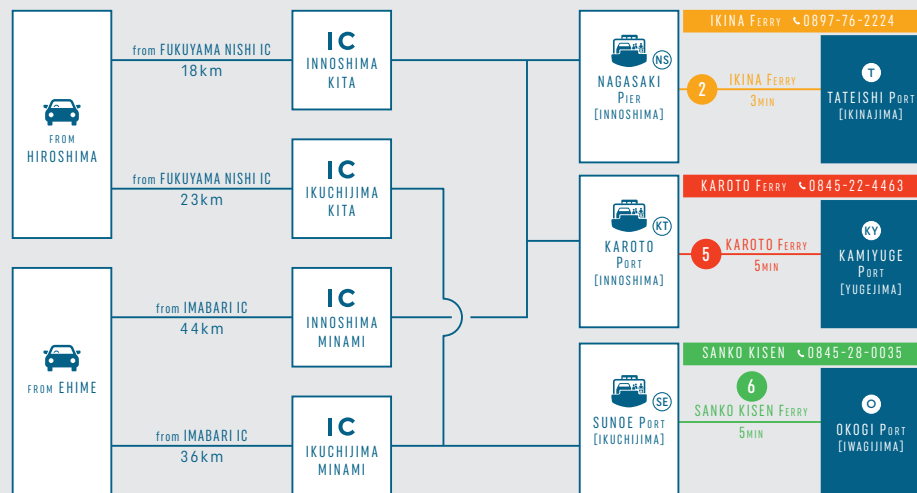 FROM
HIROSHIMA
FROM EHIME
from FUKUYAMA NISHI IC
18km
from FUKUYAMA NISHI IC
23km
from IMABARI IC
44km
from IMABARI IC
36km
IC
INNOSHIMA
KITA
IC
IKUCHIJIMA
KITA
IC
INNOSHIMA
MINAMI
IC
IKUCHIJIMA
MINAMI
NS
NAGASAKI
PIER
[INNOSHIMA]
IKINA FERRY 0897-76-2224
2
IKINA FERRY
3MIN
T
TATEISHI PORT
[IKINAJIMA]
KT
KAROTO
PORT
[INNOSHIMA]
KAROTO FERRY 0845-22-4463
5
KAROTO FERRY
5MIN
KY
KAMIYUGE
PORT
[YUGEJIMA]
SE
SUNOE PORT
[IKUCHIJIMA]
SANKO KISEN 0845-28-0035
6
SANKO KISEN FERRY
5MIN
O
OKOGI PORT
[IWAGIJIMA]